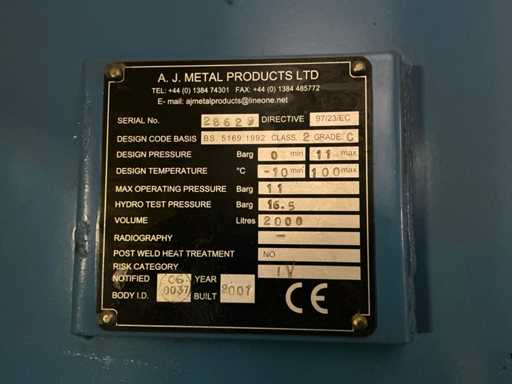 A. J. METAL PRODUCTS LTD
TEL: +44 (0) 1384 74301 FAX: +44 (0) 1384 485772
E- mail: ajmetalproducts@lineone.net
SERIAL No. 28629 DIRECTIVE 97/23/EC
DESIGN CODE BASIS BS. 5169:1992 CLASS. 2 GRADE. C
DESIGN PRESSURE Barg 0 min 11 max
DESIGN TEMPERATURE °C -10 min 100 max
MAX OPERATING PRESSURE Barg 11
HYDRO TEST PRESSURE Barg 16.5
VOLUME Litres 2000
RADIOGRAPHY -
POST WELD HEAT TREATMENT NO
RISK CATEGORY IV
NOTIFIED YEAR
BODY I.D. 0037 BUILT 2007
CE